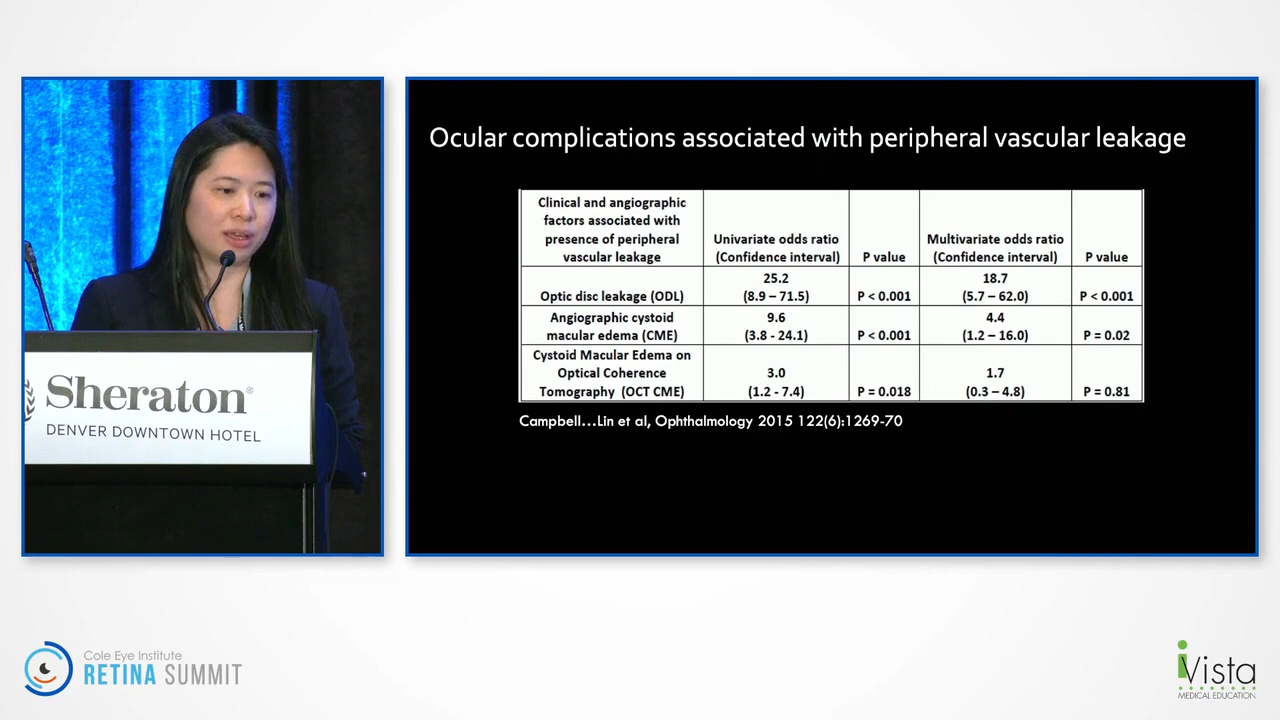 Ocular complications associated with peripheral vascular leakage
Clinical and angiographic
factors associated with
presence of peripheral
vascular leakage
Univariate odds ratio
(Confidence interval)
P value
Multivariate odds ratio
(Confidence interval)
P value
Optic disc leakage (ODL)
25.2
(8.9 – 71.5)
P < 0.001
18.7
(5.7 – 62.0)
P < 0.001
Angiographic cystoid
macular edema (CME)
9.6
(3.8 - 24.1)
P < 0.001
4.4
(1.2 – 16.0)
P = 0.02
Cystoid Macular Edema on
Optical Coherence
Tomography (OCT CME)
3.0
(1.2 - 7.4)
P = 0.018
1.7
(0.3 – 4.8)
P = 0.81
Campbell...Lin et al, Ophthalmology 2015 122(6):1269-70
Sheraton®
DENVER DOWNTOWN HOTEL
Cole Eye Institute
RETINA SUMMIT
iVista
MEDICAL EDUCATION